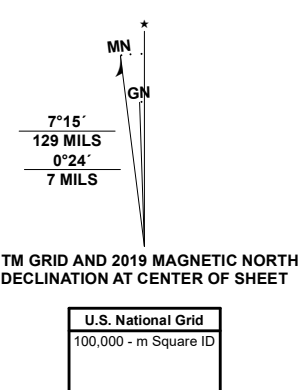 MN
GN
7°15´
129 MILS
0°24´
7 MILS
TM GRID AND 2019 MAGNETIC NORTH
DECLINATION AT CENTER OF SHEET
U.S. National Grid
100,000 - m Square ID